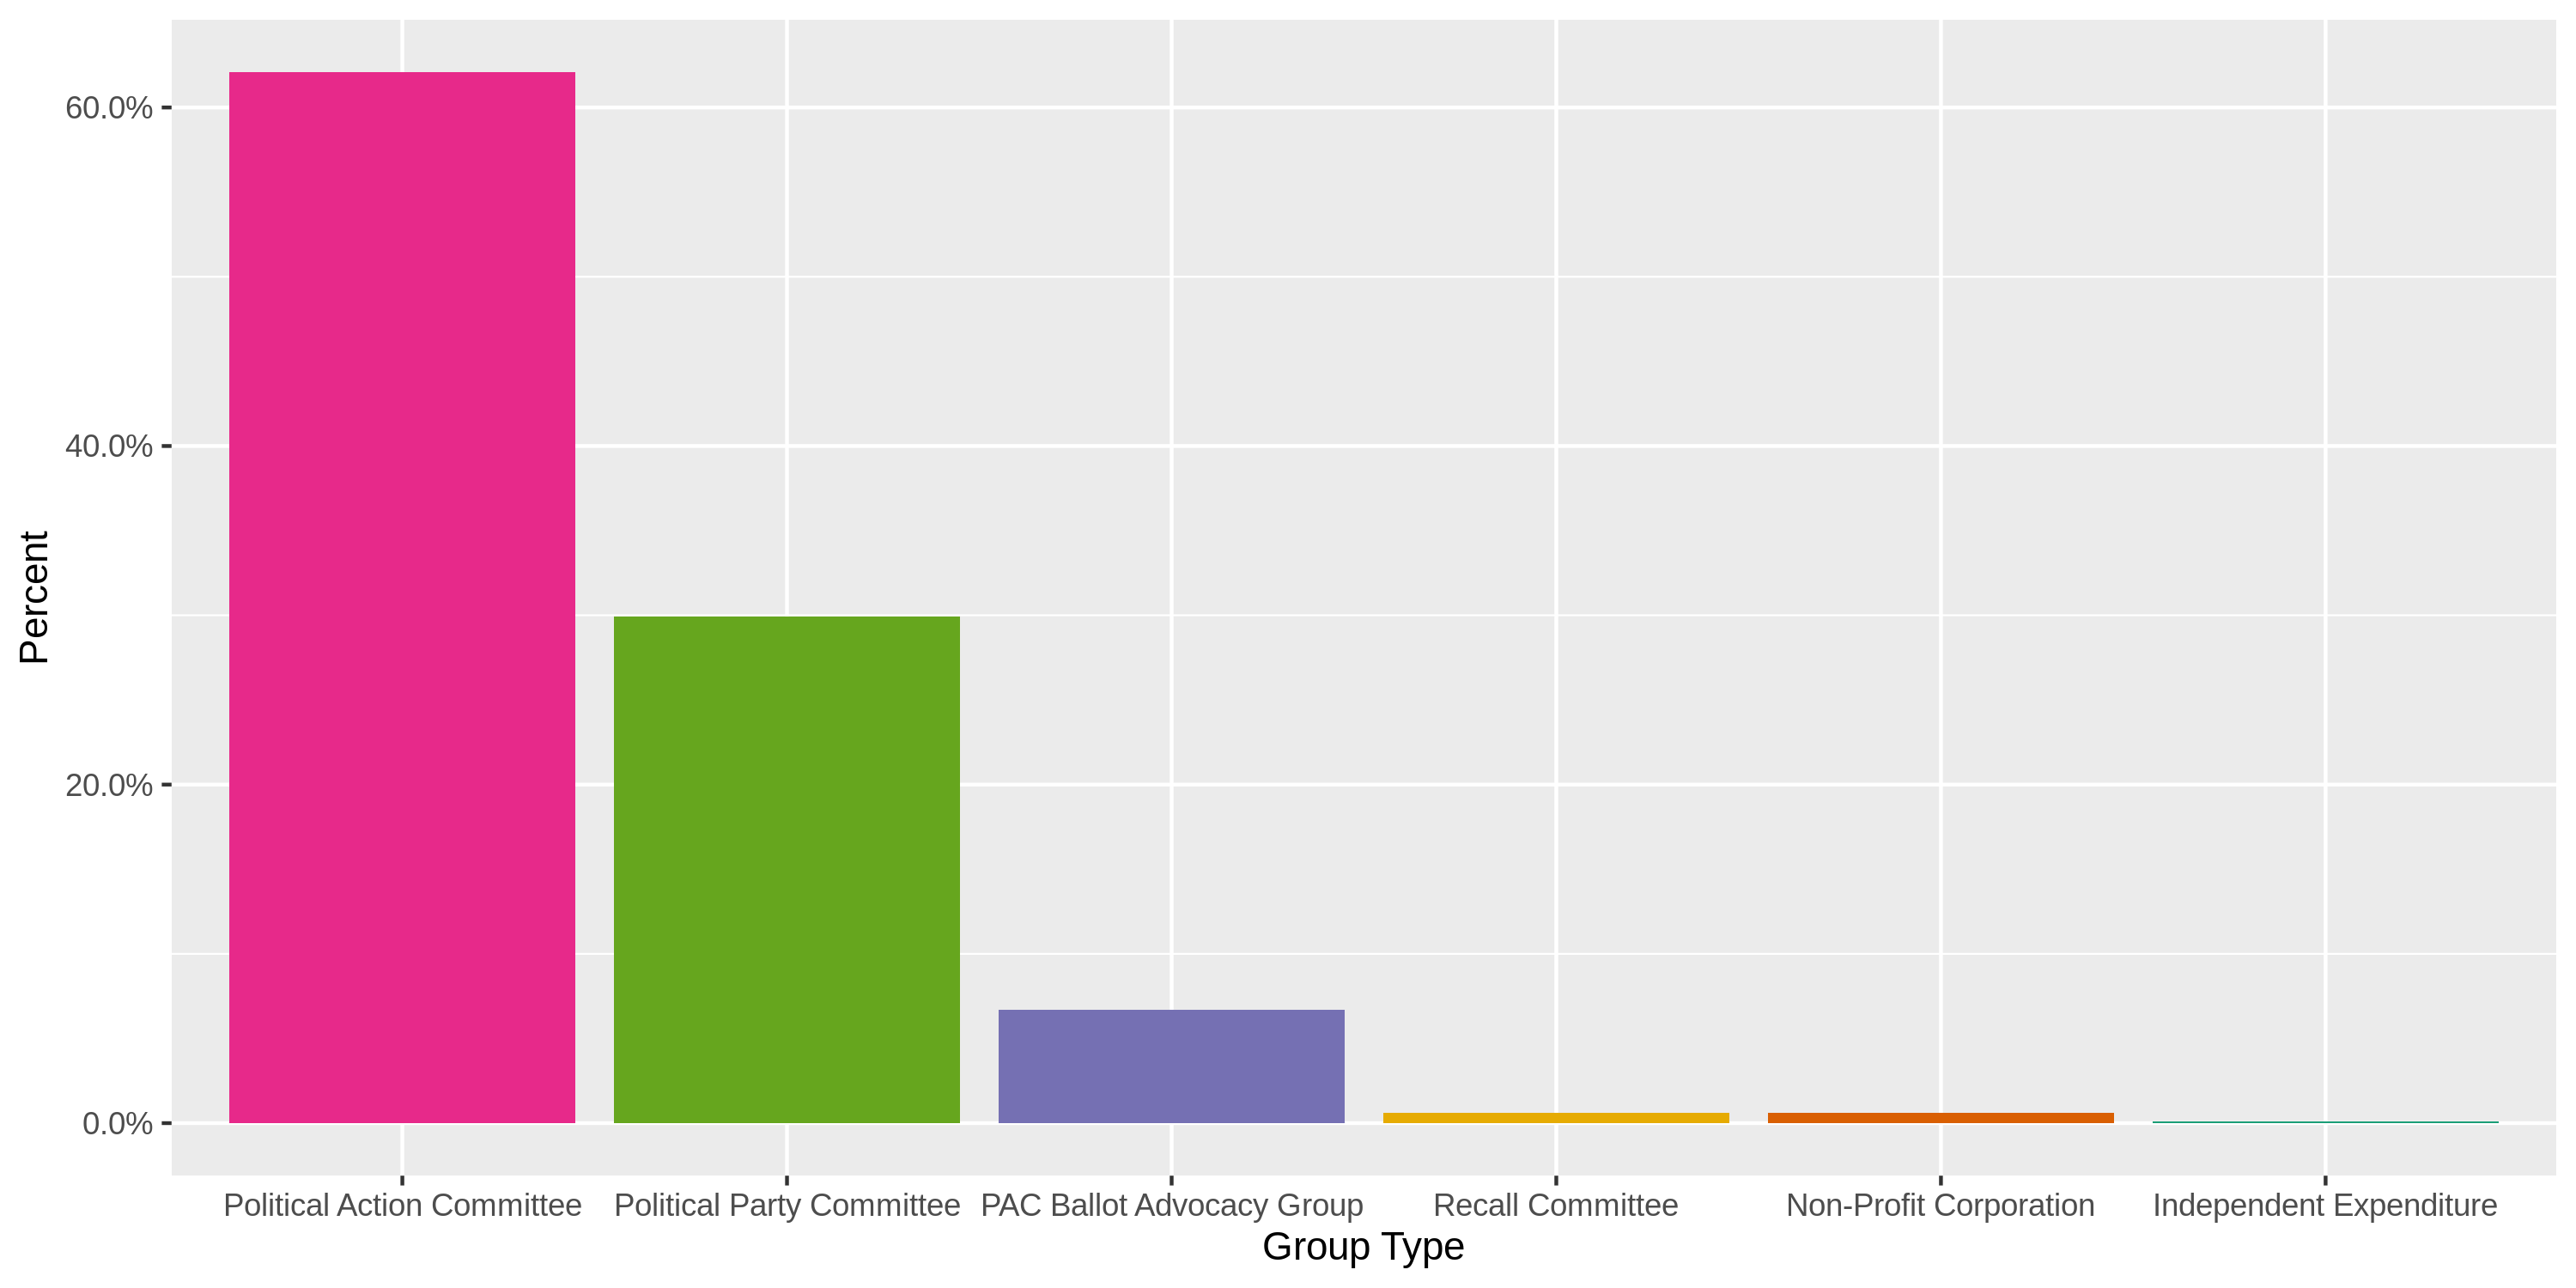 60.0%
40.0%
20.0%
0.0%
Percent
Political Action Committee
Political Party Committee
PAC Ballot Advocacy Group
Recall Committee
Non-Profit Corporation
Independent Expenditure
Group Type